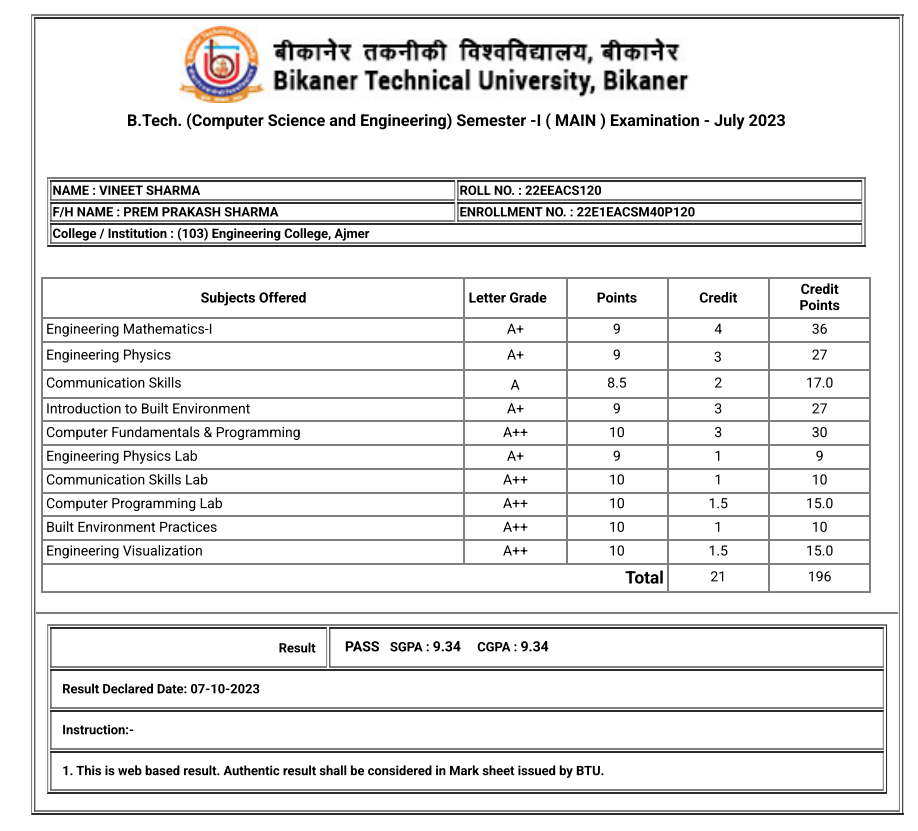 बीकानेर तकनीकी विश्वविद्यालय, बीकानेर
Bikaner Technical University, Bikaner
B.Tech. (Computer Science and Engineering) Semester -I ( MAIN ) Examination - July 2023
NAME : VINEET SHARMA ROLL NO. : 22EEACS120
F/H NAME : PREM PRAKASH SHARMA ENROLLMENT NO. : 22E1EACSM40P120
College / Institution : (103) Engineering College, Ajmer
Subjects Offered Letter Grade Points Credit Credit Points
Engineering Mathematics-I A+ 9 4 36
Engineering Physics A+ 9 3 27
Communication Skills A 8.5 2 17.0
Introduction to Built Environment A+ 9 3 27
Computer Fundamentals & Programming A++ 10 3 30
Engineering Physics Lab A+ 9 1 9
Communication Skills Lab A++ 10 1 10
Computer Programming Lab A++ 10 1.5 15.0
Built Environment Practices A++ 10 1 10
Engineering Visualization A++ 10 1.5 15.0
Total 21 196
Result PASS SGPA : 9.34 CGPA : 9.34
Result Declared Date: 07-10-2023
Instruction:-
1. This is web based result. Authentic result shall be considered in Mark sheet issued by BTU.